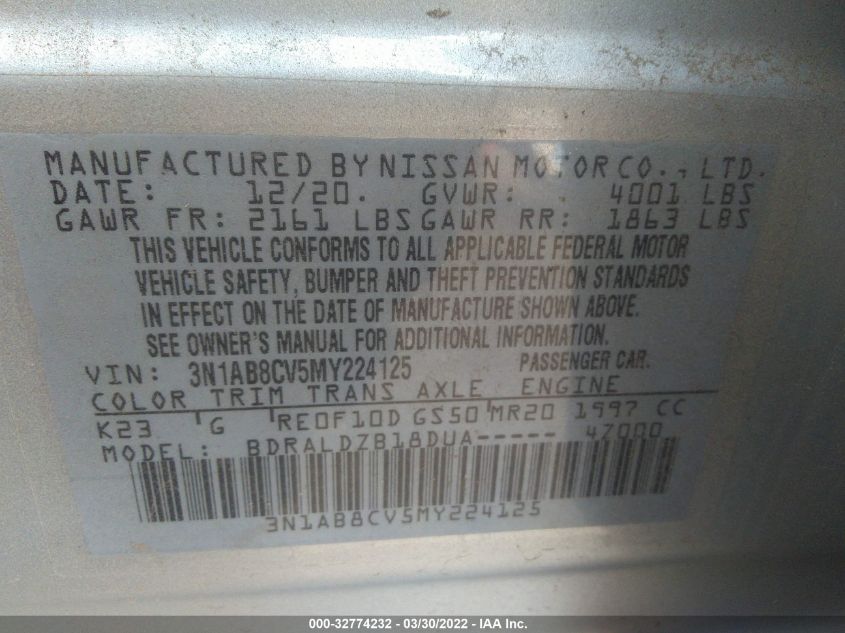 MANUFACTURED BY NISSAN MOTOR CO., LTD.
DATE: 12/20. GVWR: 4001 LBS
GAWR FR: 2161 LBS GAWR RR: 1863 LBS
THIS VEHICLE CONFORMS TO ALL APPLICABLE FEDERAL MOTOR
VEHICLE SAFETY, BUMPER AND THEFT PREVENTION STANDARDS
IN EFFECT ON THE DATE OF MANUFACTURE SHOWN ABOVE.
SEE OWNER'S MANUAL FOR ADDITIONAL INFORMATION.
VIN: 3N1AB8CV5MY224125 PASSENGER CAR.
COLOR TRIM TRANS AXLE ENGINE
K23 G RE0F10D GS50 MR20 1997 CC
MODEL: BDRALDZB18DUA----- 47000
3N1AB8CV5MY224125
000-32774232 - 03/30/2022 - IAA Inc.